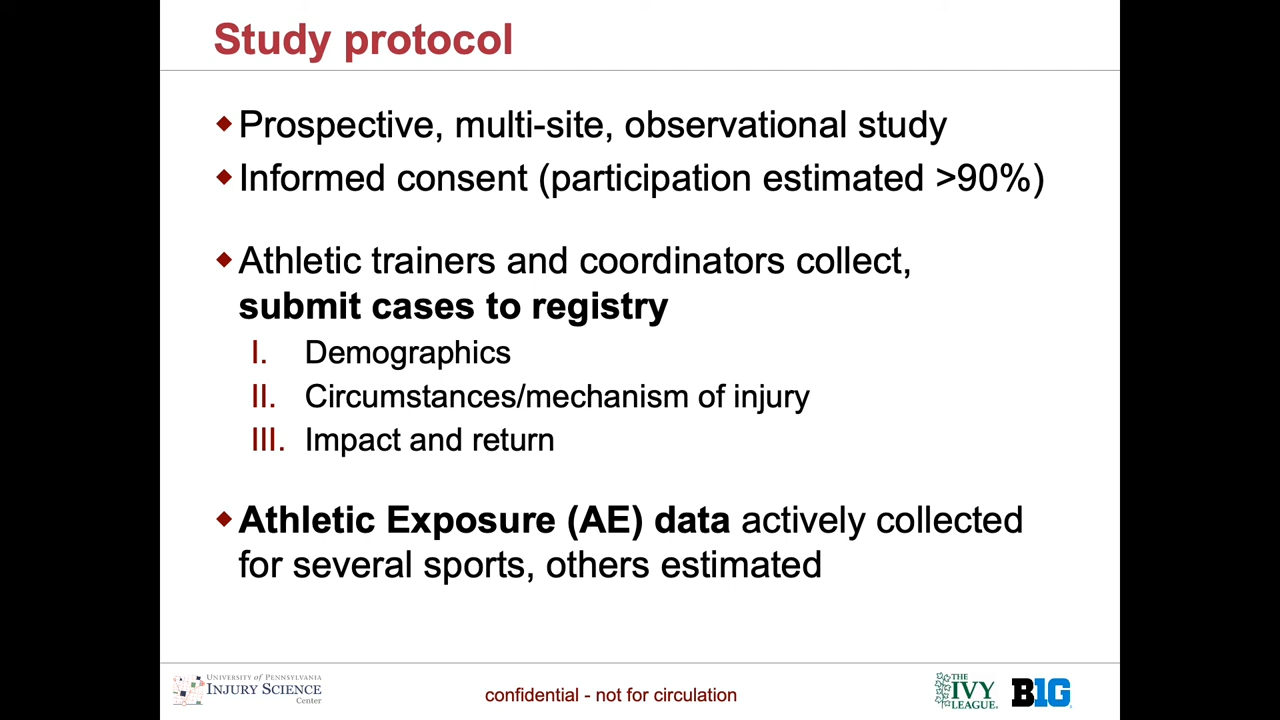 Study protocol
Prospective, multi-site, observational study
Informed consent (participation estimated >90%)
Athletic trainers and coordinators collect,
submit cases to registry
I. Demographics
II. Circumstances/mechanism of injury
III. Impact and return
Athletic Exposure (AE) data actively collected
for several sports, others estimated
UNIVERSITY of PENNSYLVANIA
INJURY SCIENCE
Center
confidential - not for circulation
THE
IVY
LEAGUE
B1G